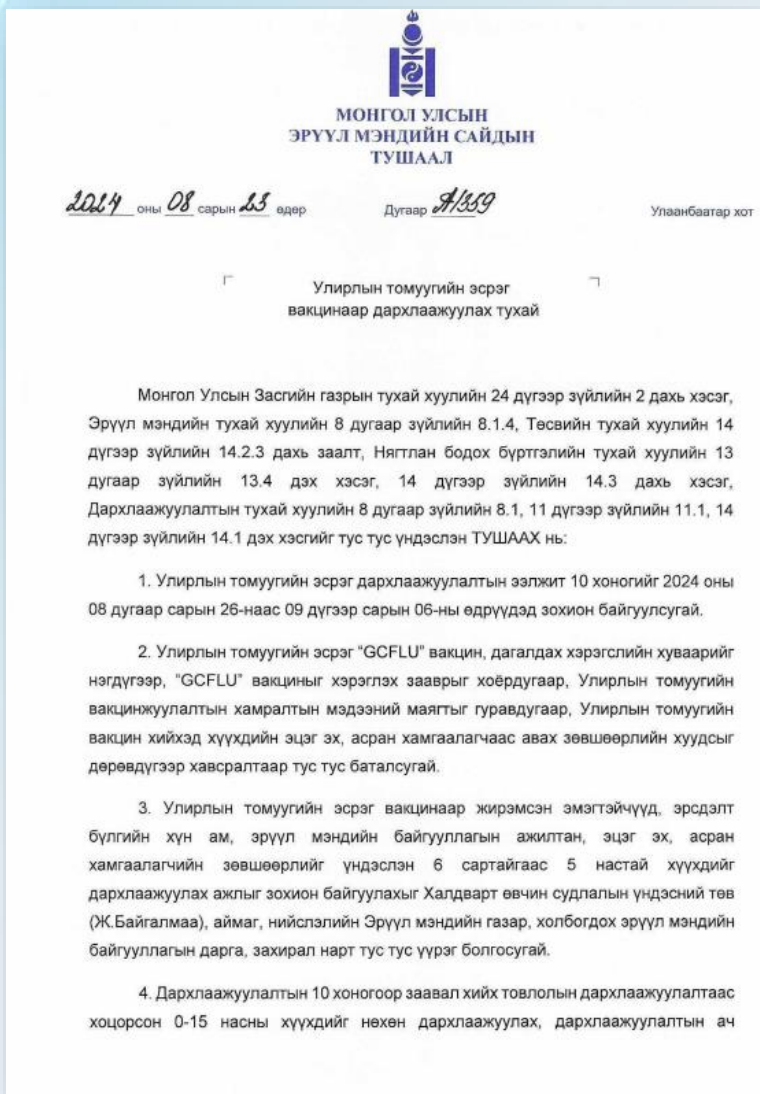 МОНГОЛ УЛСЫН
ЭРҮҮЛ МЭНДИЙН САЙДЫН
ТУШААЛ
2024 оны 08 сарын 23 өдөр Дугаар А/359 Улаанбаатар хот
Улирлын томуугийн эсрэг
вакцинаар дархлаажуулах тухай
Монгол Улсын Засгийн газрын тухай хуулийн 24 дүгээр зүйлийн 2 дахь хэсэг,
Эрүүл мэндийн тухай хуулийн 8 дугаар зүйлийн 8.1.4, Төсвийн тухай хуулийн 14
дүгээр зүйлийн 14.2.3 дахь заалт, Нягтлан бодох бүртгэлийн тухай хуулийн 13
дугаар зүйлийн 13.4 дэх хэсэг, 14 дүгээр зүйлийн 14.3 дахь хэсэг,
Дархлаажуулалтын тухай хуулийн 8 дугаар зүйлийн 8.1, 11 дүгээр зүйлийн 11.1, 14
дүгээр зүйлийн 14.1 дэх хэсгийг тус тус үндэслэн ТУШААХ нь:
1. Улирлын томуугийн эсрэг дархлаажуулалтын ээлжит 10 хоногийг 2024 оны
08 дугаар сарын 26-наас 09 дүгээр сарын 06-ны өдрүүдэд зохион байгуулсугай.
2. Улирлын томуугийн эсрэг “GCFLU” вакцин, дагалдах хэрэгслийн хуваарийг
нэгдүгээр, “GCFLU” вакциныг хэрэглэх зааврыг хоёрдугаар, Улирлын томуугийн
вакцинжуулалтын хамралтын мэдээний маягтыг гуравдугаар, Улирлын томуугийн
вакцин хийхэд хүүхдийн эцэг эх, асран хамгаалагчаас авах зөвшөөрлийн хуудсыг
дөрөвдүгээр хавсралтаар тус тус баталсугай.
3. Улирлын томуугийн эсрэг вакцинаар жирэмсэн эмэгтэйчүүд, эрсдэлт
бүлгийн хүн ам, эрүүл мэндийн байгууллагын ажилтан, эцэг эх, асран
хамгаалагчийн зөвшөөрлийг үндэслэн 6 сартайгаас 5 настай хүүхдийг
дархлаажуулах ажлыг зохион байгуулахыг Халдварт өвчин судлалын үндэсний төв
(Ж.Байгалмаа), аймаг, нийслэлийн Эрүүл мэндийн газар, холбогдох эрүүл мэндийн
байгууллагын дарга, захирал нарт тус тус үүрэг болгосугай.
4. Дархлаажуулалтын 10 хоногоор заавал хийх товлолын дархлаажуулалтаас
хоцорсон 0-15 насны хүүхдийг нөхөн дархлаажуулах, дархлаажуулалтын ач